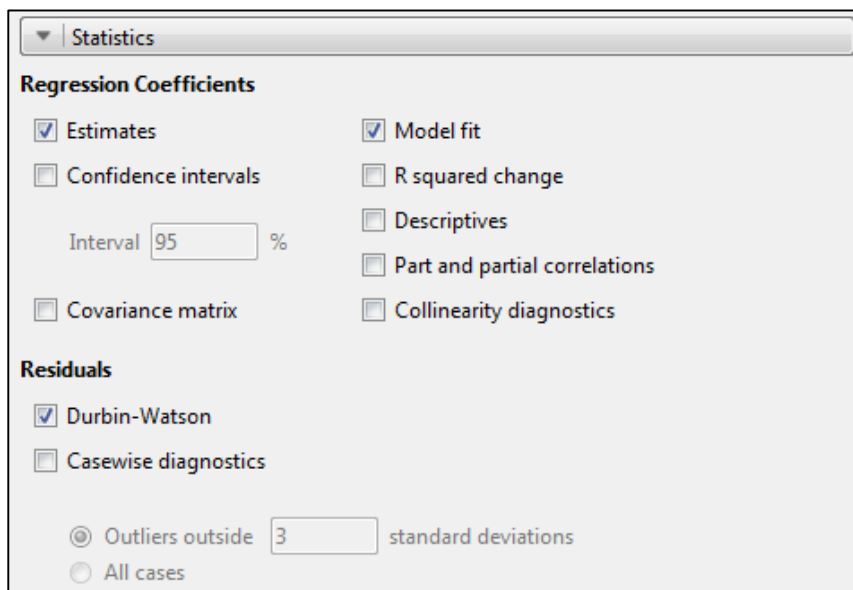 Statistics
Regression Coefficients
Estimates
Model fit
Confidence intervals
R squared change
Descriptives
Interval 95 %
Part and partial correlations
Covariance matrix
Collinearity diagnostics
Residuals
Durbin-Watson
Casewise diagnostics
Outliers outside 3 standard deviations
All cases